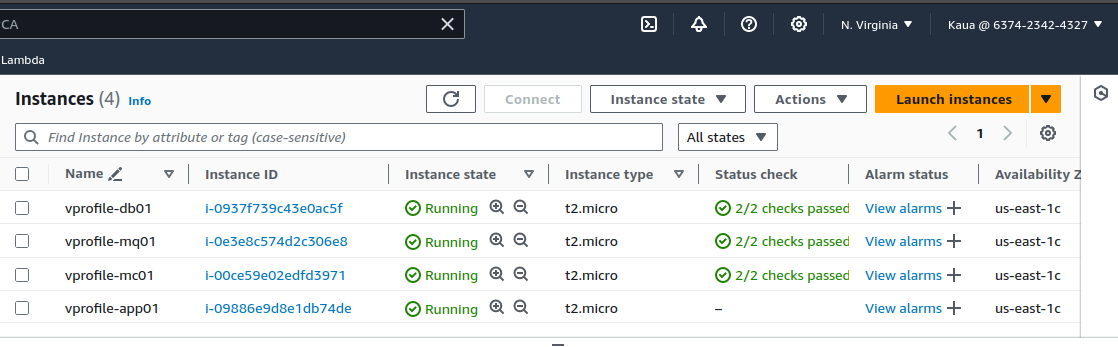 CA
N. Virginia
Kaua @ 6374-2342-4327
Lambda
Instances (4) Info
Connect
Instance state
Actions
Launch instances
Find Instance by attribute or tag (case-sensitive)
All states
1
Name Instance ID Instance state Instance type Status check Alarm status Availability Z
vprofile-db01 i-0937f739c43e0ac5f Running t2.micro 2/2 checks passed View alarms + us-east-1c
vprofile-mq01 i-0e3e8c574d2c306e8 Running t2.micro 2/2 checks passed View alarms + us-east-1c
vprofile-mc01 i-00ce59e02edfd3971 Running t2.micro 2/2 checks passed View alarms + us-east-1c
vprofile-app01 i-09886e9d8e1db74de Running t2.micro – View alarms + us-east-1c